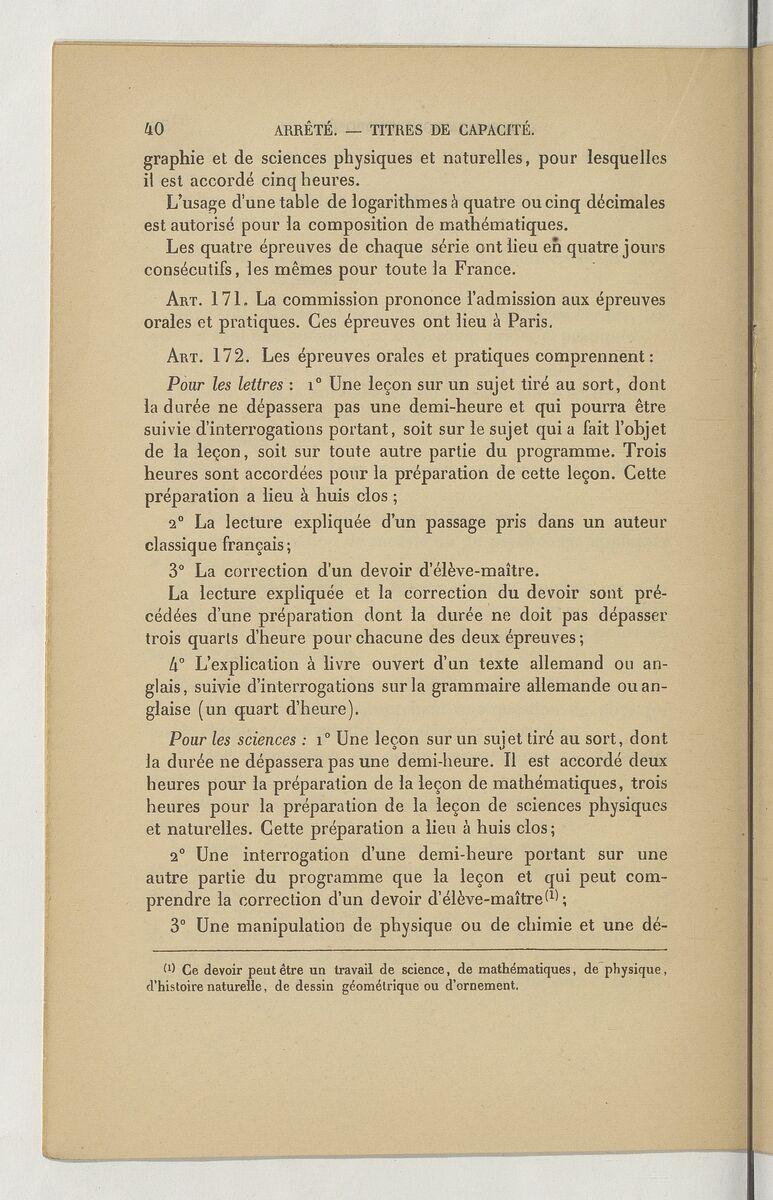 40 ARRÊTÉ. — TITRES DE CAPACITÉ.
graphie et de sciences physiques et naturelles, pour lesquelles
il est accordé cinq heures.
L'usage d'une table de logarithmes à quatre ou cinq décimales
est autorisé pour la composition de mathématiques.
Les quatre épreuves de chaque série ont lieu en quatre jours
consécutifs, les mêmes pour toute la France.
ART. 171. La commission prononce l'admission aux épreuves
orales et pratiques. Ces épreuves ont lieu à Paris.
ART. 172. Les épreuves orales et pratiques comprennent :
Pour les lettres : 1° Une leçon sur un sujet tiré au sort, dont
la durée ne dépassera pas une demi-heure et qui pourra être
suivie d'interrogations portant, soit sur le sujet qui a fait l'objet
de la leçon, soit sur toute autre partie du programme. Trois
heures sont accordées pour la préparation de cette leçon. Cette
préparation a lieu à huis clos ;
2° La lecture expliquée d'un passage pris dans un auteur
classique français ;
3° La correction d'un devoir d'élève-maître.
La lecture expliquée et la correction du devoir sont pré-
cédées d'une préparation dont la durée ne doit pas dépasser
trois quarts d'heure pour chacune des deux épreuves ;
4° L'explication à livre ouvert d'un texte allemand ou an-
glais, suivie d'interrogations sur la grammaire allemande ou an-
glaise (un quart d'heure).
Pour les sciences : 1° Une leçon sur un sujet tiré au sort, dont
la durée ne dépassera pas une demi-heure. Il est accordé deux
heures pour la préparation de la leçon de mathématiques, trois
heures pour la préparation de la leçon de sciences physiques
et naturelles. Cette préparation a lieu à huis clos ;
2° Une interrogation d'une demi-heure portant sur une
autre partie du programme que la leçon et qui peut com-
prendre la correction d'un devoir d'élève-maître (1) ;
3° Une manipulation de physique ou de chimie et une dé-
(1) Ce devoir peut être un travail de science, de mathématiques, de physique,
d'histoire naturelle, de dessin géométrique ou d'ornement.